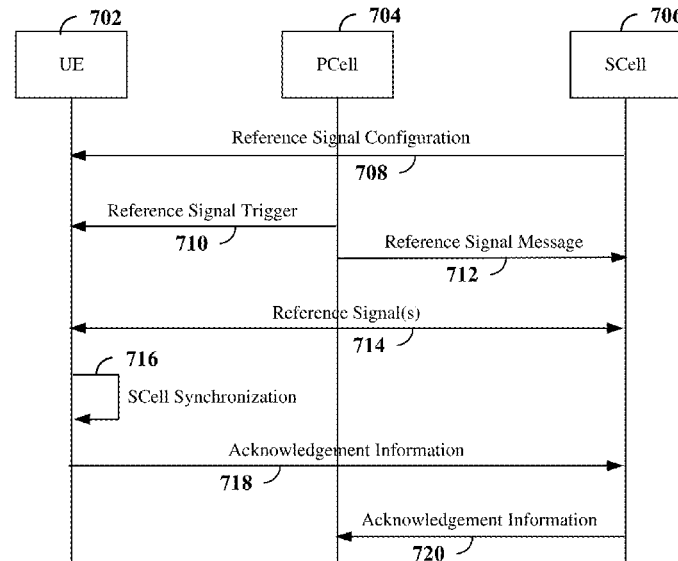 702
704
706
UE
PCell
SCell
Reference Signal Configuration
708
Reference Signal Trigger
710
Reference Signal Message
712
Reference Signal(s)
714
716
SCell Synchronization
Acknowledgement Information
718
Acknowledgement Information
720